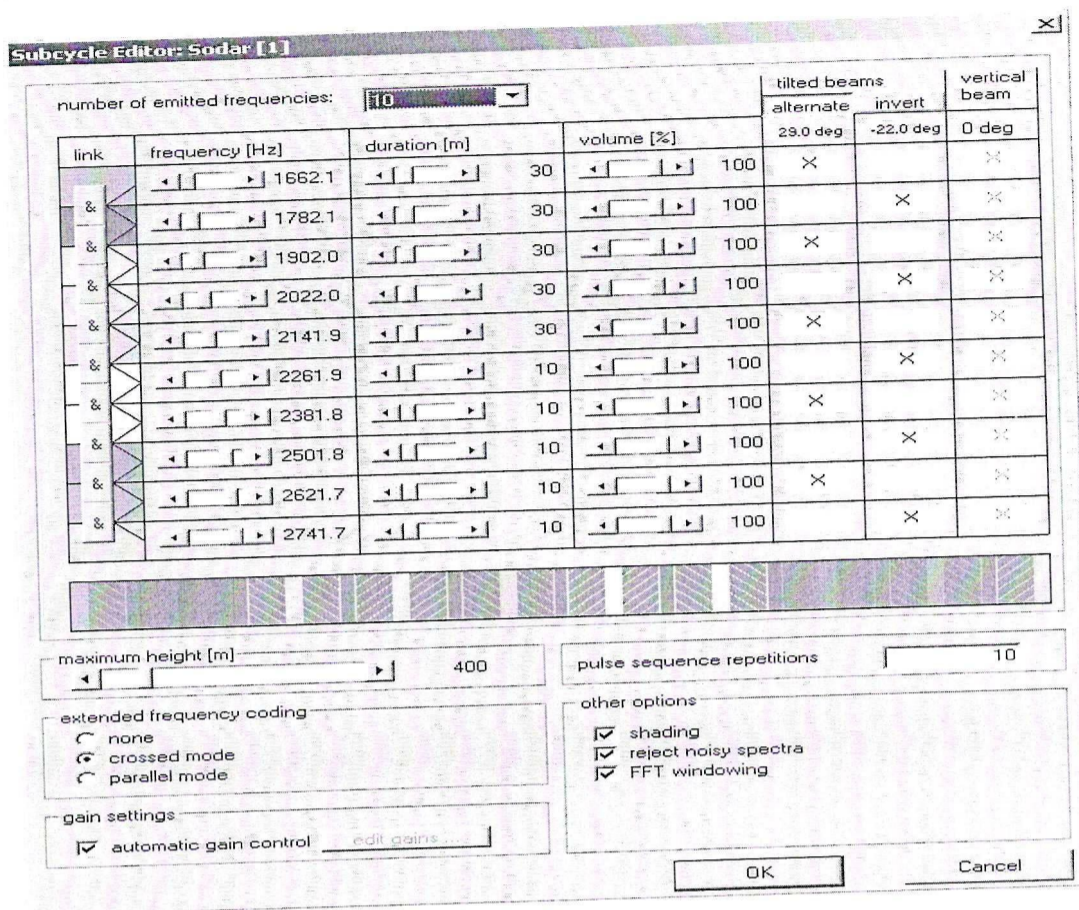 Subcycle Editor: Sodar [1]
number of emitted frequencies: 10
tilted beams
vertical beam
alternate invert
link frequency [Hz] duration [m] volume [%] 29.0 deg -22.0 deg 0 deg
1662.1 30 100
& 1782.1 30 100
& 1902.0 30 100
& 2022.0 30 100
& 2141.9 30 100
& 2261.9 10 100
& 2381.8 10 100
& 2501.8 10 100
& 2621.7 10 100
& 2741.7 10 100
maximum height [m] 400
pulse sequence repetitions 10
extended frequency coding
none
crossed mode
parallel mode
other options
shading
reject noisy spectra
FFT windowing
gain settings
automatic gain control edit gains ...
OK Cancel